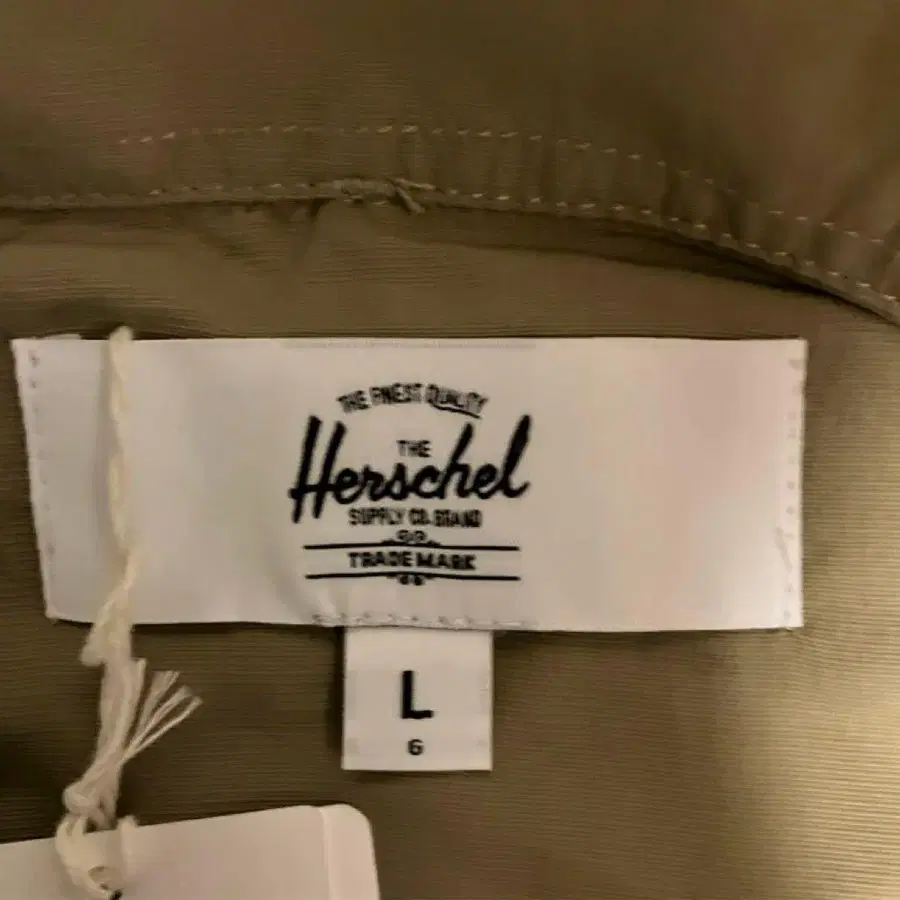 THE FINEST QUALITY
THE
Herschel
SUPPLY CO. BRAND
TRADE MARK
L
6